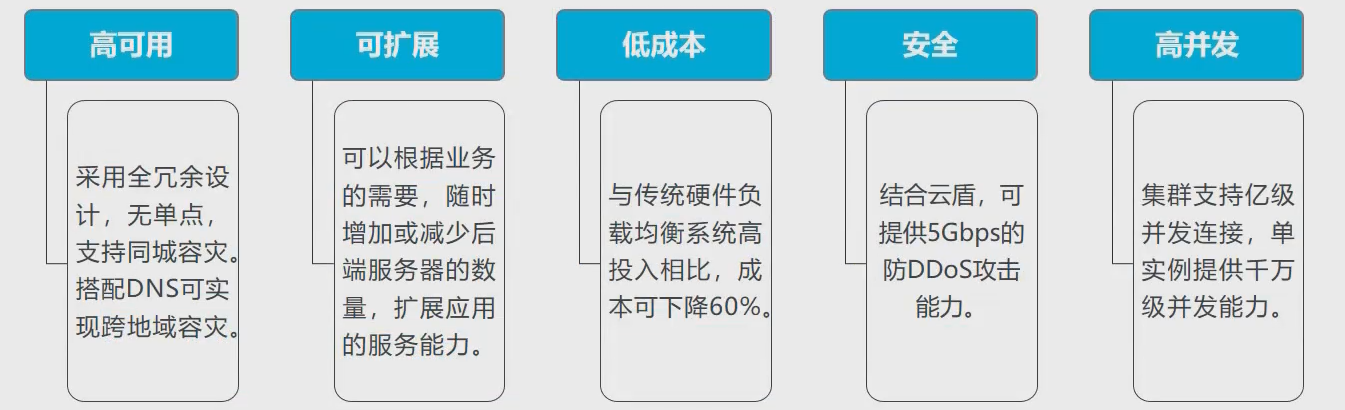 高可用
采用全冗余设
计，无单点，
支持同城容灾。
搭配DNS可实
现跨地域容灾。
可扩展
可以根据业务
的需要，随时
增加或减少后
端服务器的数
量，扩展应用
的服务能力。
低成本
与传统硬件负
载均衡系统高
投入相比，成
本可下降60%。
安全
结合云盾，可
提供5Gbps的
防DDoS攻击
能力。
高并发
集群支持亿级
并发连接，单
实例提供千万
级并发能力。